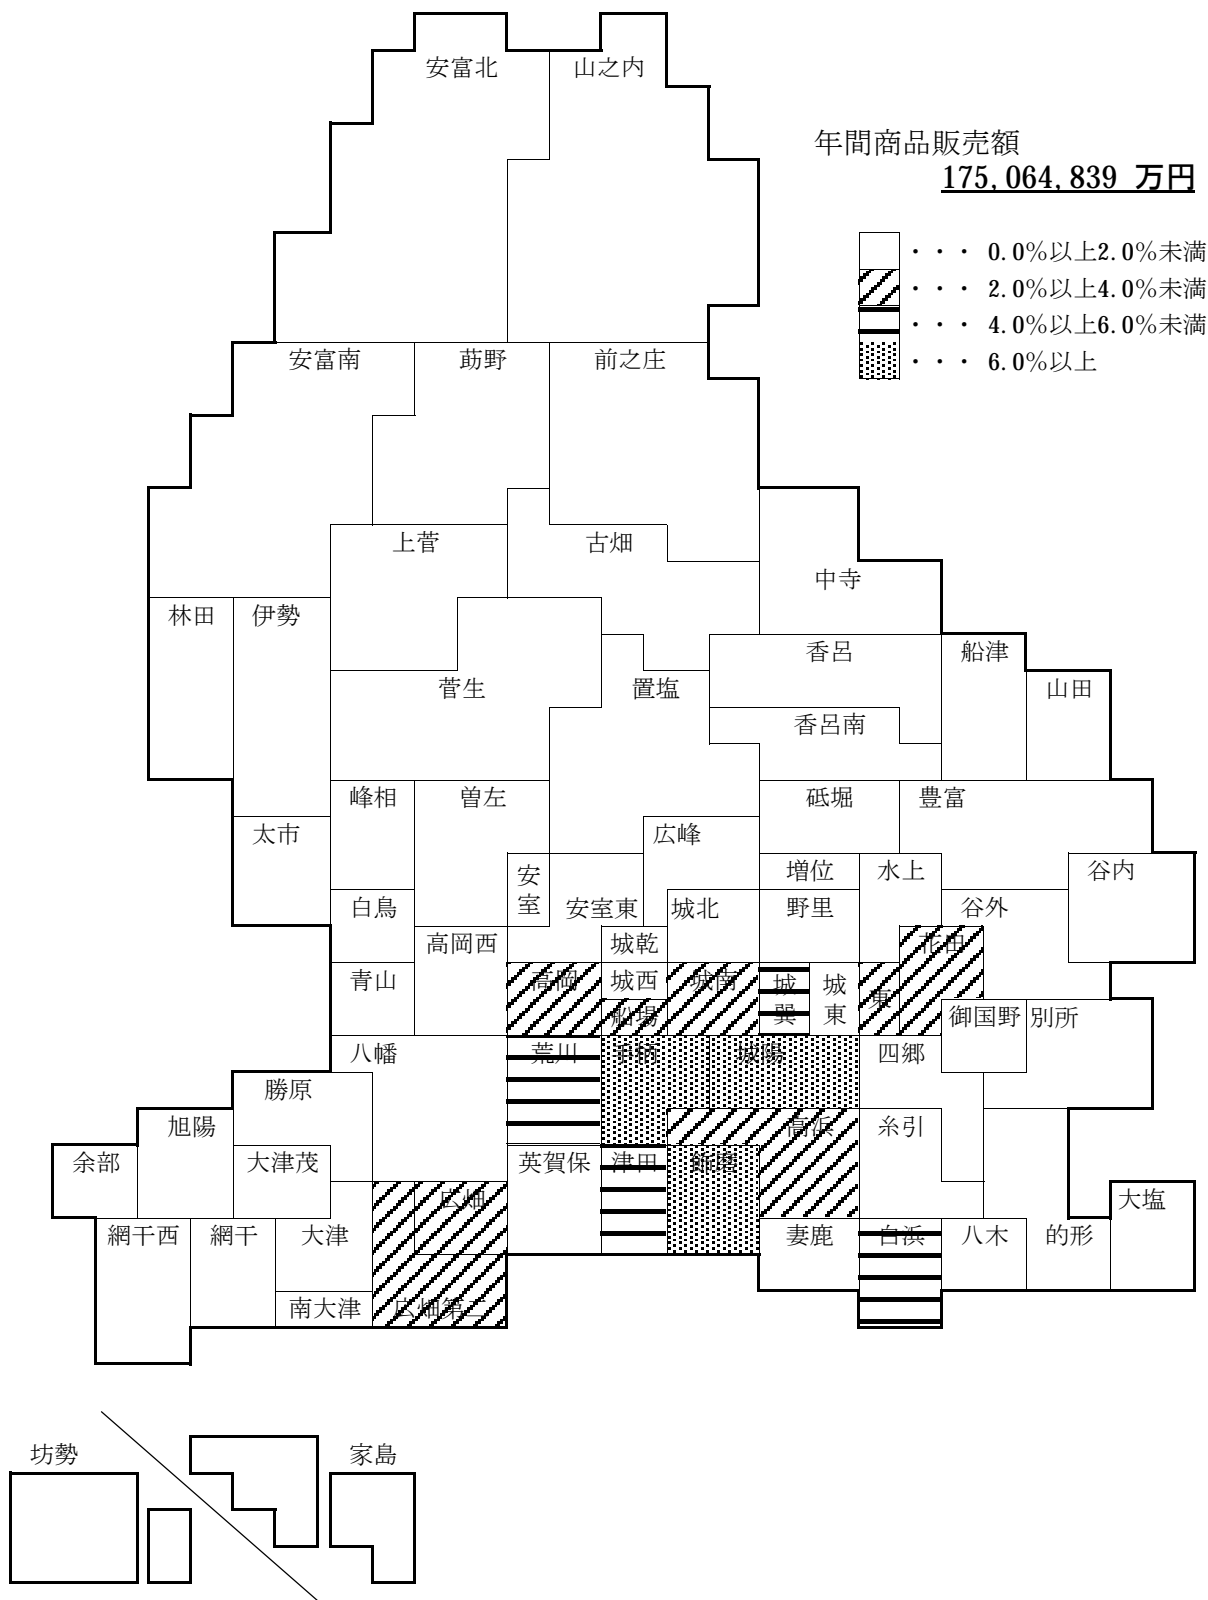 安富北
山之内
年間商品販売額
175,064,839 万円
・・・ 0.0%以上2.0%未満
・・・ 2.0%以上4.0%未満
・・・ 4.0%以上6.0%未満
・・・ 6.0%以上
安富南
莇野
前之庄
上菅
古畑
中寺
林田
伊勢
香呂
船津
菅生
置塩
山田
香呂南
峰相
曽左
砥堀
豊富
太市
広峰
安室
増位
水上
谷内
白鳥
安室東
城北
野里
谷外
高岡西
城乾
花田
青山
高岡
城西
城南
城巽
城東
東
船場
御国野
別所
八幡
荒川
手柄
城陽
四郷
勝原
旭陽
高浜
糸引
余部
大津茂
英賀保
津田
飾磨
広畑
大塩
網干西
網干
大津
妻鹿
白浜
八木
的形
南大津
広畑第二
坊勢
家島